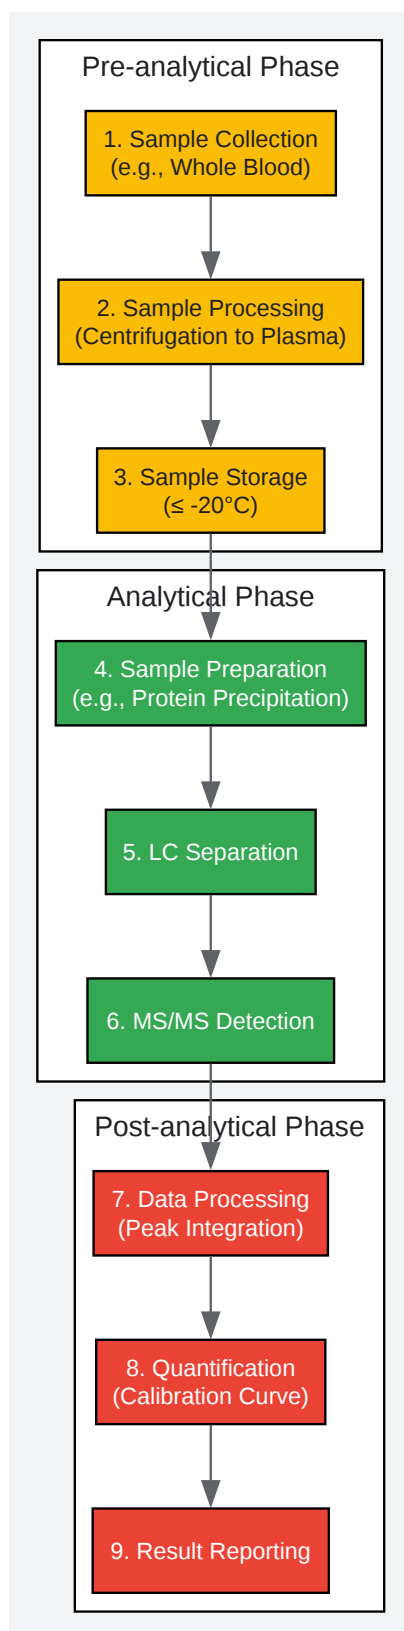 Pre-analytical Phase
1. Sample Collection
(e.g., Whole Blood)
2. Sample Processing
(Centrifugation to Plasma)
3. Sample Storage
(≤ -20°C)
Analytical Phase
4. Sample Preparation
(e.g., Protein Precipitation)
5. LC Separation
6. MS/MS Detection
Post-analytical Phase
7. Data Processing
(Peak Integration)
8. Quantification
(Calibration Curve)
9. Result Reporting